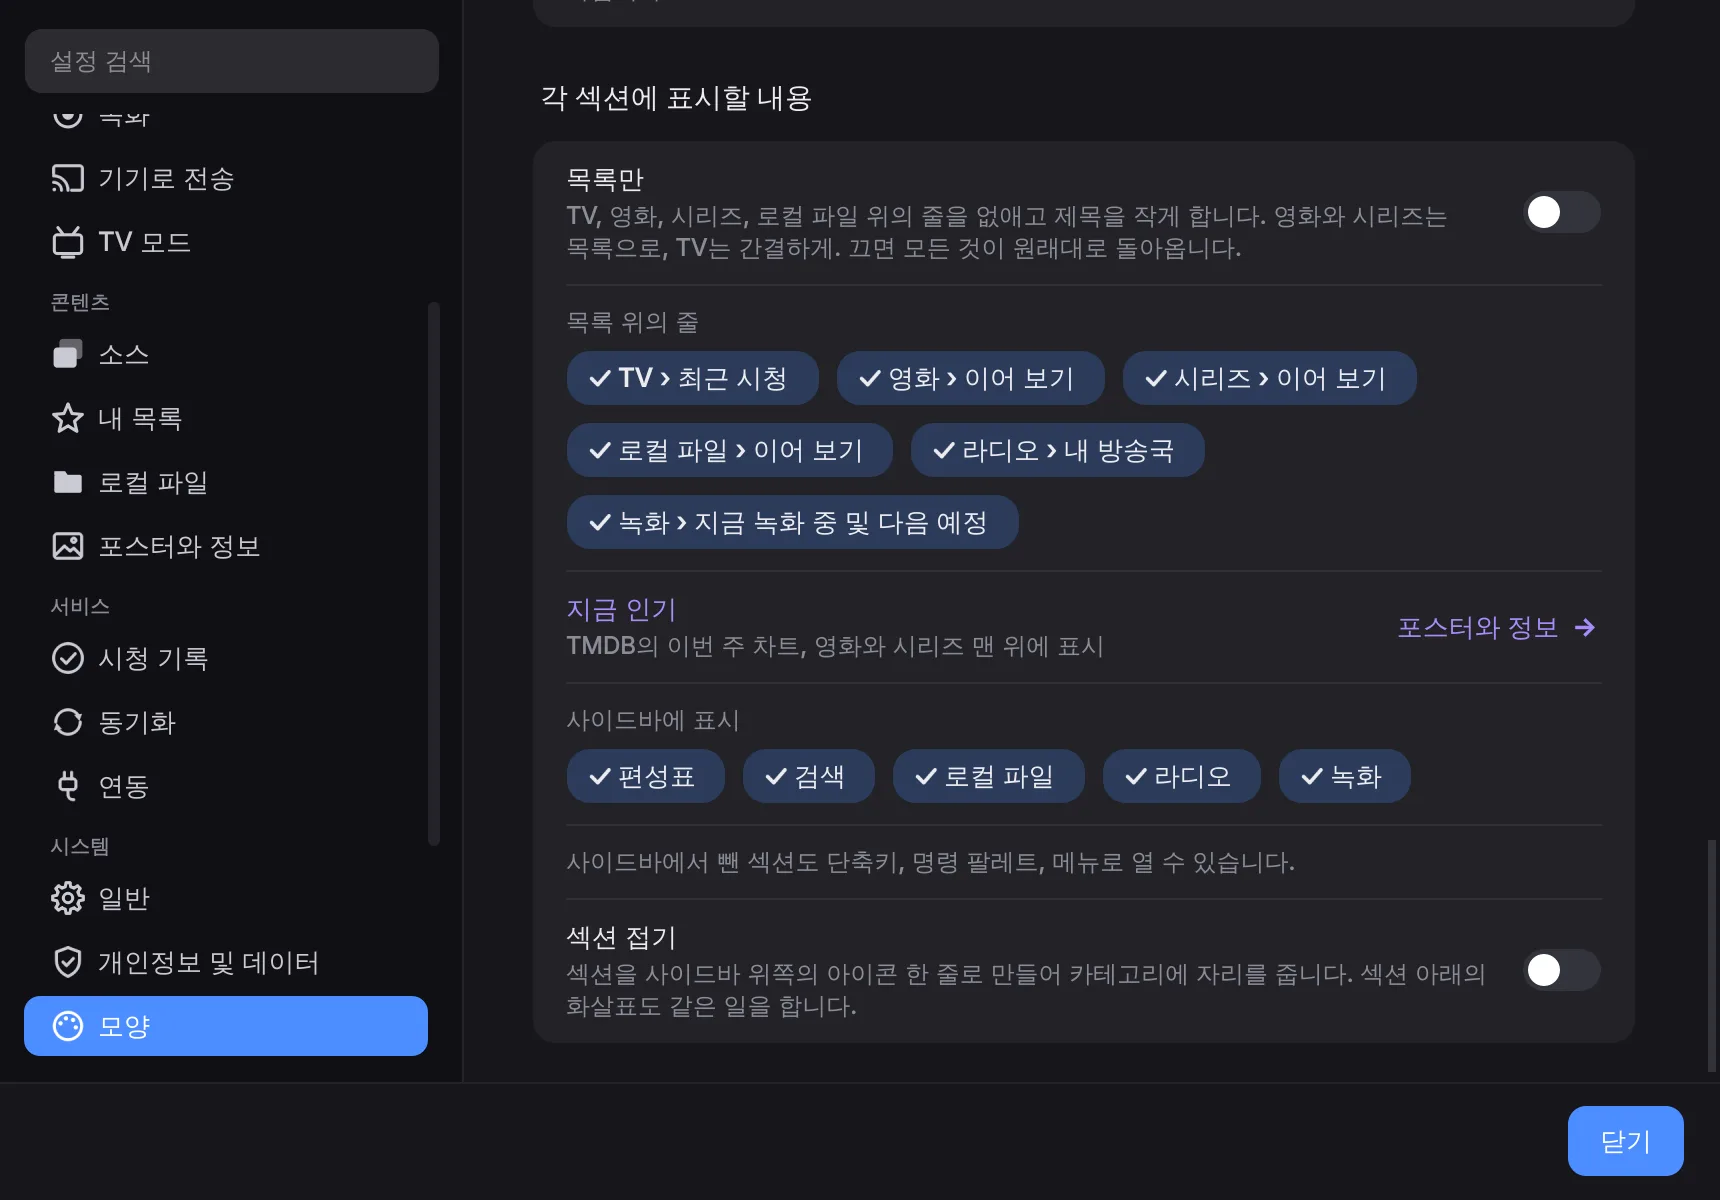 설정 검색
녹화
기기로 전송
TV 모드
콘텐츠
소스
내 목록
로컬 파일
포스터와 정보
서비스
시청 기록
동기화
연동
시스템
일반
개인정보 및 데이터
모양
각 섹션에 표시할 내용
목록만
TV, 영화, 시리즈, 로컬 파일 위의 줄을 없애고 제목을 작게 합니다. 영화와 시리즈는
목록으로, TV는 간결하게. 끄면 모든 것이 원래대로 돌아옵니다.
목록 위의 줄
TV › 최근 시청
영화 › 이어 보기
시리즈 › 이어 보기
로컬 파일 › 이어 보기
라디오 › 내 방송국
녹화 › 지금 녹화 중 및 다음 예정
지금 인기
TMDB의 이번 주 차트, 영화와 시리즈 맨 위에 표시
포스터와 정보 →
사이드바에 표시
편성표
검색
로컬 파일
라디오
녹화
사이드바에서 뺀 섹션도 단축키, 명령 팔레트, 메뉴로 열 수 있습니다.
섹션 접기
섹션을 사이드바 위쪽의 아이콘 한 줄로 만들어 카테고리에 자리를 줍니다. 섹션 아래의
화살표도 같은 일을 합니다.
닫기